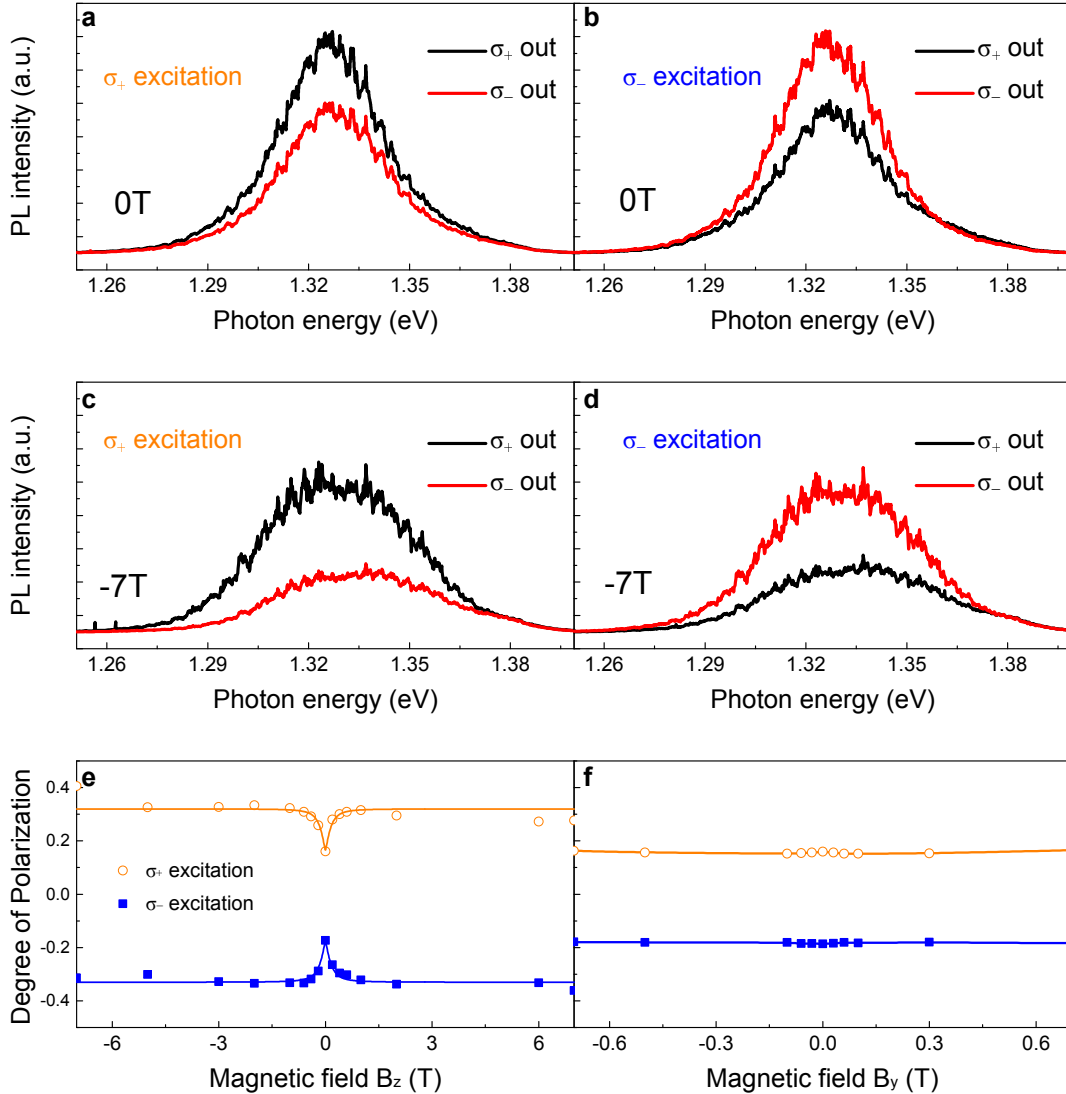 a
σ₊ excitation
σ₊ out
σ₋ out
0T
PL intensity (a.u.)
1.26 1.29 1.32 1.35 1.38
Photon energy (eV)
b
σ₋ excitation
σ₊ out
σ₋ out
0T
1.26 1.29 1.32 1.35 1.38
Photon energy (eV)
c
σ₊ excitation
σ₊ out
σ₋ out
-7T
PL intensity (a.u.)
1.26 1.29 1.32 1.35 1.38
Photon energy (eV)
d
σ₋ excitation
σ₊ out
σ₋ out
-7T
1.26 1.29 1.32 1.35 1.38
Photon energy (eV)
e
Degree of Polarization
0.4
0.2
0.0
-0.2
-0.4
σ₊ excitation
σ₋ excitation
-6 -3 0 3 6
Magnetic field Bz (T)
f
-0.6 -0.3 0.0 0.3 0.6
Magnetic field By (T)